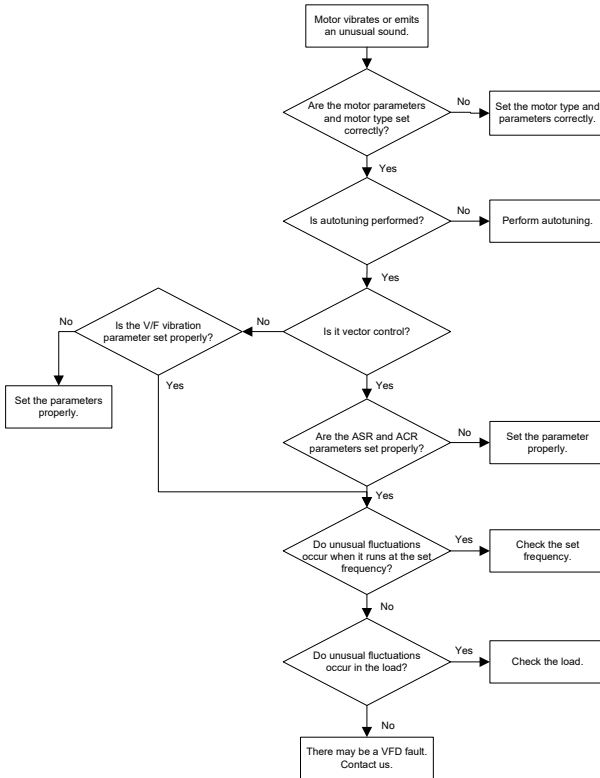 Motor vibrates or emits
an unusual sound.
Are the motor parameters
and motor type set
correctly?
No
Set the motor type and
parameters correctly.
Yes
Is autotuning performed?
No
Perform autotuning.
Yes
Is it vector control?
No
Is the V/F vibration
parameter set properly?
No
Set the parameters
properly.
Yes
Yes
Are the ASR and ACR
parameters set properly?
No
Set the parameter
properly.
Yes
Do unusual fluctuations
occur when it runs at the set
frequency?
Yes
Check the set
frequency.
No
Do unusual fluctuations
occur in the load?
Yes
Check the load.
No
There may be a VFD fault.
Contact us.